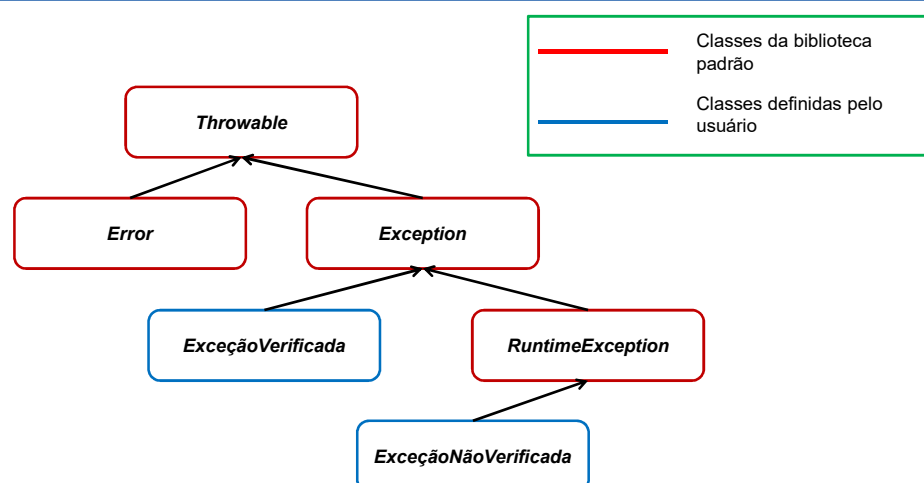 Classes da biblioteca
padrão
Classes definidas pelo
usuário
Throwable
Error
Exception
ExceçãoVerificada
RuntimeException
ExceçãoNãoVerificada